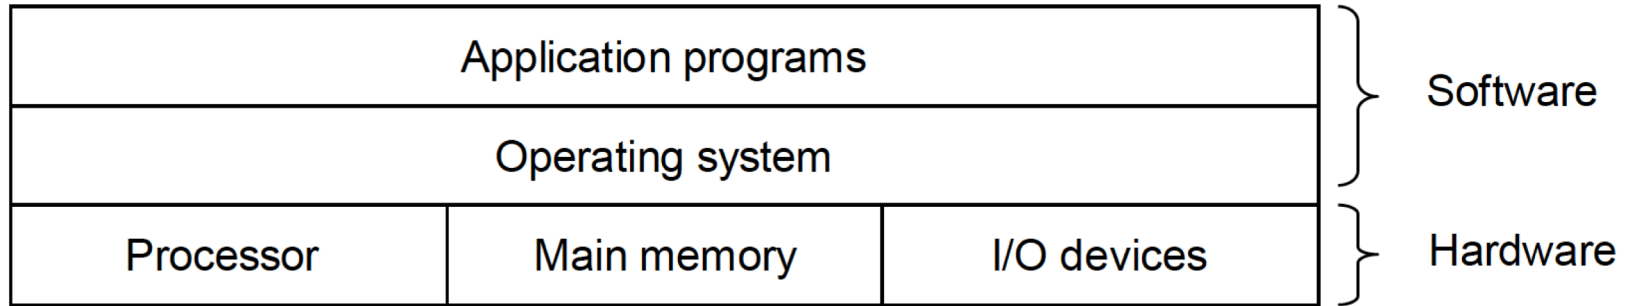 Application programs
Software
Operating system
Processor Main memory I/O devices Hardware